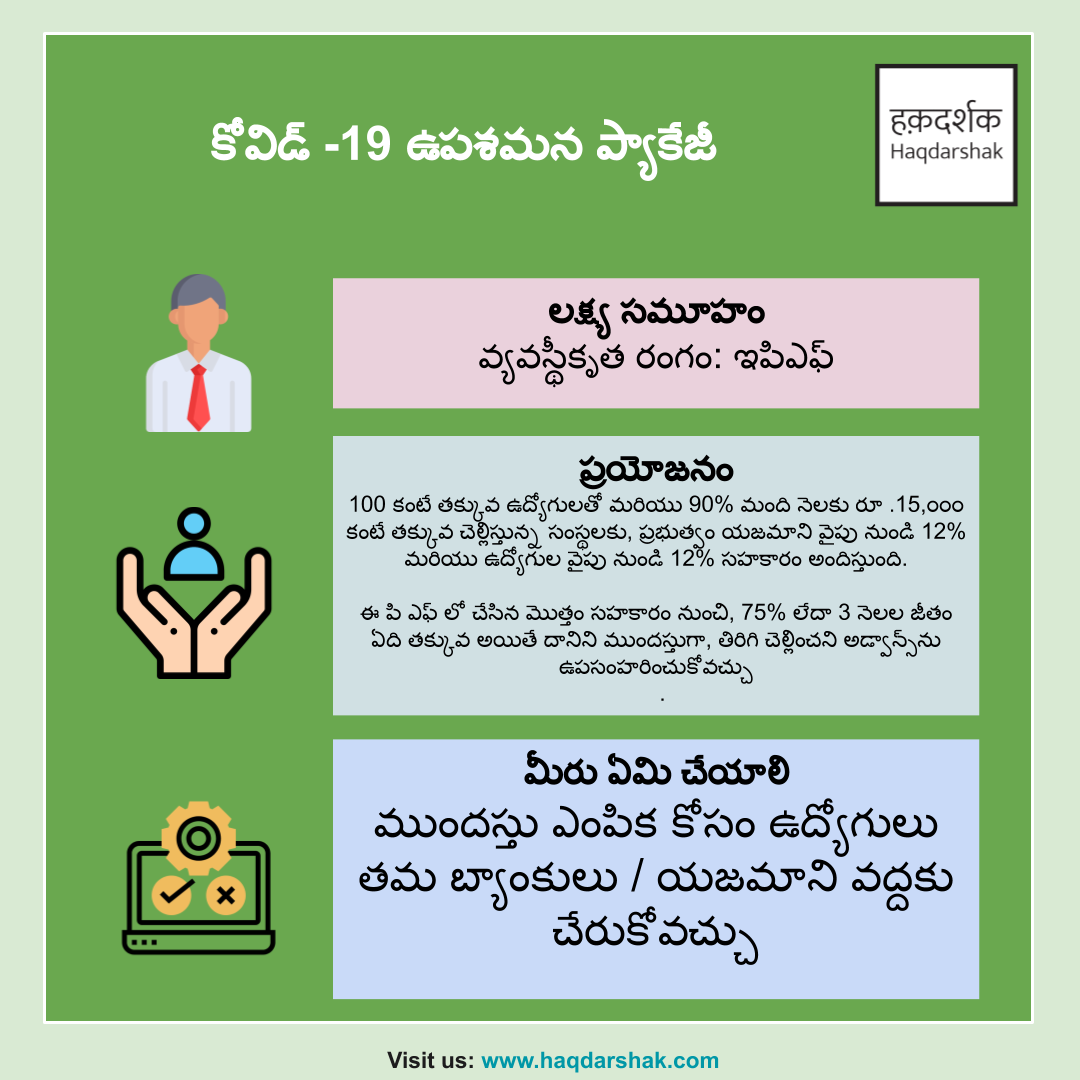 కోవిడ్ -19 ఉపశమన ప్యాకేజీ
हक़दर्शक
Haqdarshak
లక్ష్య సమూహం
వ్యవస్థీకృత రంగం: ఇపిఎఫ్
ప్రయోజనం
100 కంటే తక్కువ ఉద్యోగులతో మరియు 90% మంది నెలకు రూ .15,౦౦౦
కంటే తక్కువ చెల్లిస్తున్న సంస్థలకు, ప్రభుత్వం యజమాని వైపు నుండి 12%
మరియు ఉద్యోగుల వైపు నుండి 12% సహకారం అందిస్తుంది.
ఈ పి ఎఫ్ లో చేసిన మొత్తం సహకారం నుంచి, 75% లేదా 3 నెలల జీతం
ఏది తక్కువ అయితే దానిని ముందస్తుగా, తిరిగి చెల్లించని అడ్వాన్స్‌ను
ఉపసంహరించుకోవచ్చు
.
మీరు ఏమి చేయాలి
ముందస్తు ఎంపిక కోసం ఉద్యోగులు
తమ బ్యాంకులు / యజమాని వద్దకు
చేరుకోవచ్చు
Visit us: www.haqdarshak.com